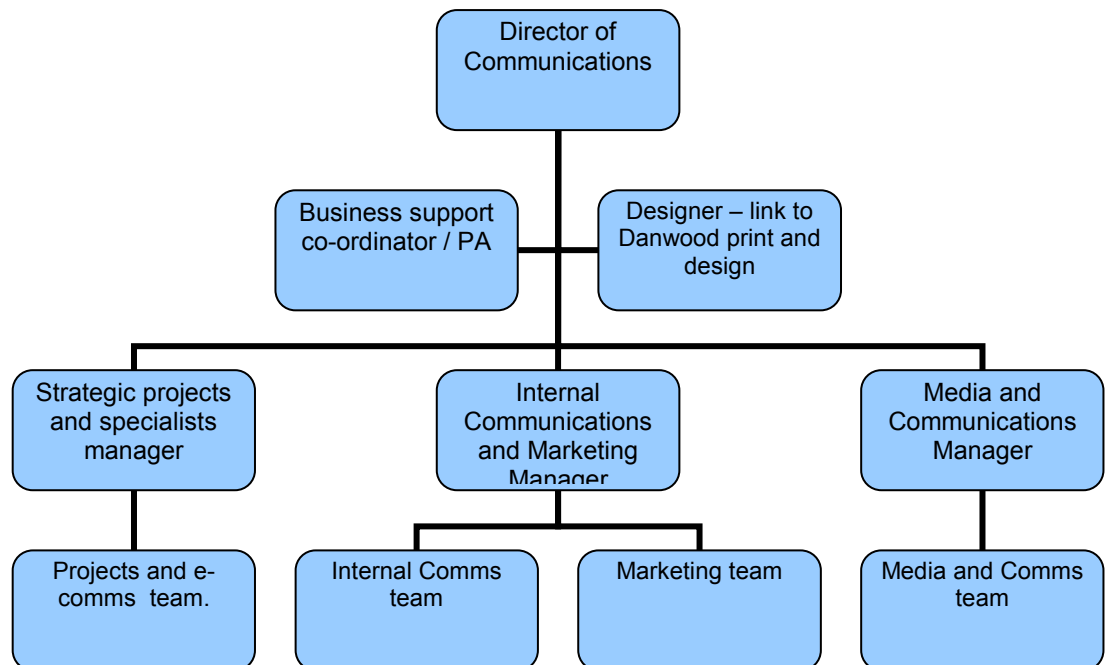 Director of
Communications
Business support
co-ordinator / PA
Designer – link to
Danwood print and
design
Strategic projects
and specialists
manager
Internal
Communications
and Marketing
Manager
Media and
Communications
Manager
Projects and e-
comms team.
Internal Comms
team
Marketing team
Media and Comms
team